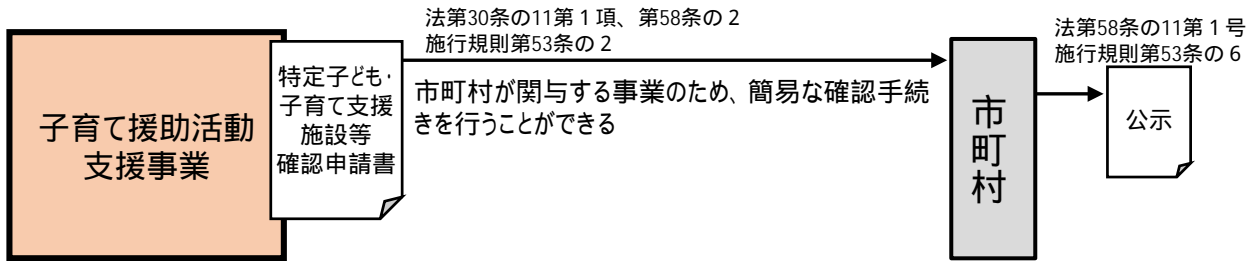 法第30条の11第１項、第58条の２
施行規則第53条の２
法第58条の11第１号
施行規則第53条の６
子育て援助活動
支援事業
特定子ども・
子育て支援
施設等
確認申請書
市町村が関与する事業のため、簡易な確認手続
きを行うことができる
市町村
公示